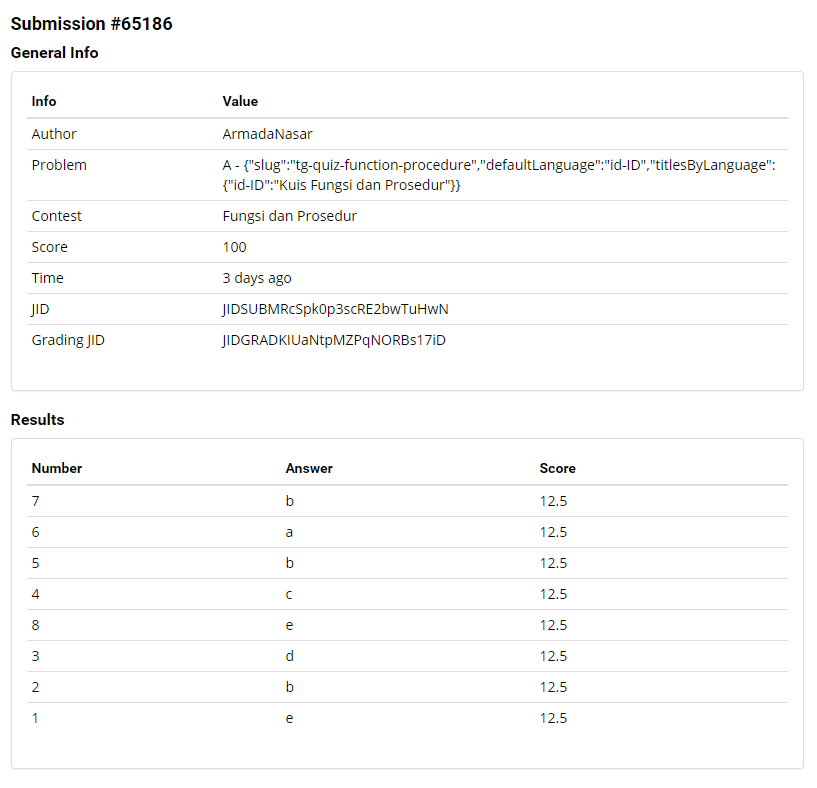 Submission #65186
General Info
Info Value
Author ArmadaNasar
Problem A - {"slug":"tg-quiz-function-procedure","defaultLanguage":"id-ID","titlesByLanguage":
{"id-ID":"Kuis Fungsi dan Prosedur"}}
Contest Fungsi dan Prosedur
Score 100
Time 3 days ago
JID JIDSUBMRcSpk0p3scRE2bwTuHwN
Grading JID JIDGRADKIUaNtpMZPqNORBs17iD
Results
Number Answer Score
7 b 12.5
6 a 12.5
5 b 12.5
4 c 12.5
8 e 12.5
3 d 12.5
2 b 12.5
1 e 12.5